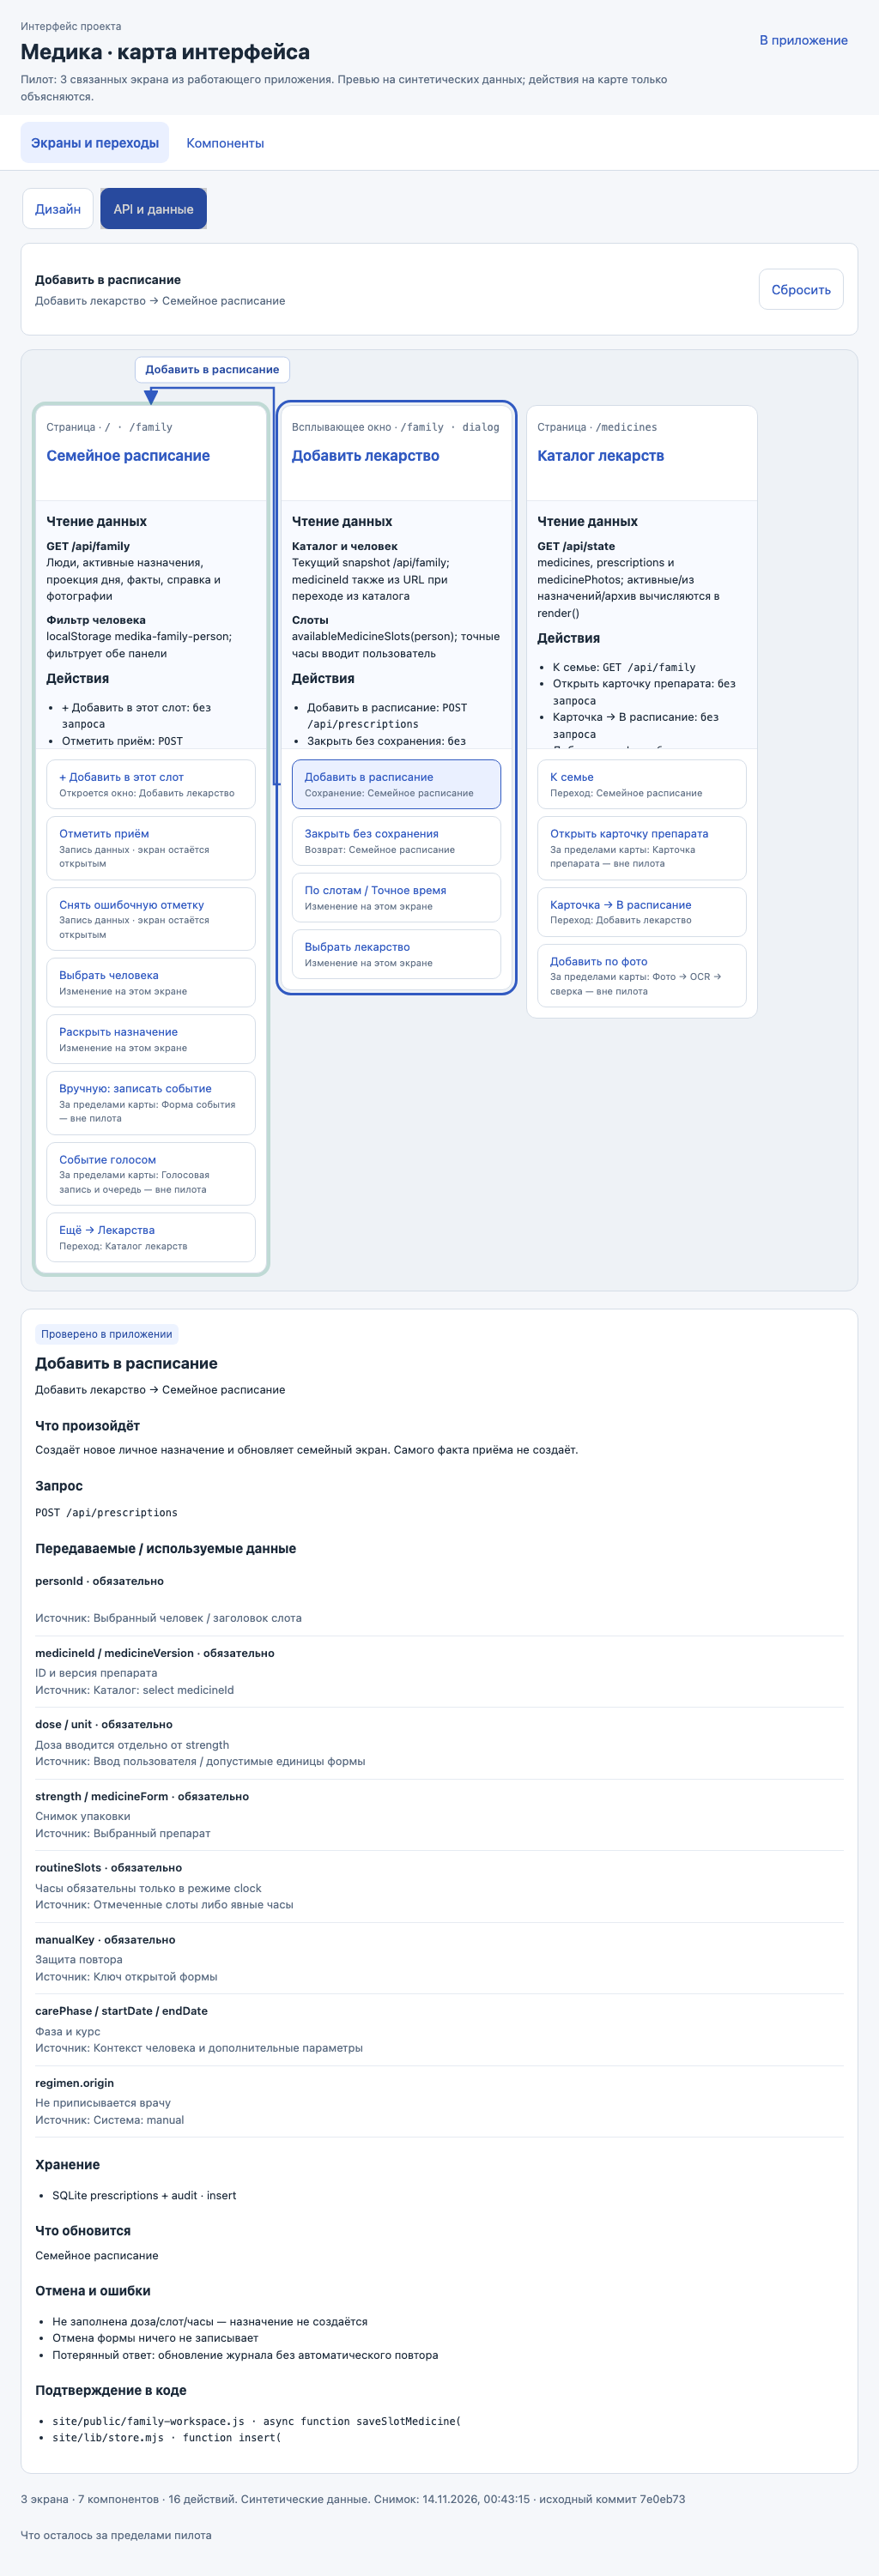 Интерфейс проекта
Медика · карта интерфейса
В приложение
Пилот: 3 связанных экрана из работающего приложения. Превью на синтетических данных; действия на карте только
объясняются.
Экраны и переходы
Компоненты
Дизайн
API и данные
Добавить в расписание
Добавить лекарство → Семейное расписание
Сбросить
Добавить в расписание
Страница · / · /family
Семейное расписание
Чтение данных
GET /api/family
Люди, активные назначения,
проекция дня, факты, справка и
фотографии
Фильтр человека
localStorage medika-family-person;
фильтрует обе панели
Действия
• + Добавить в этот слот: без
запроса
• Отметить приём: POST
+ Добавить в этот слот
Откроется окно: Добавить лекарство
Отметить приём
Запись данных · экран остаётся
открытым
Снять ошибочную отметку
Запись данных · экран остаётся
открытым
Выбрать человека
Изменение на этом экране
Раскрыть назначение
Изменение на этом экране
Вручную: записать событие
За пределами карты: Форма события
— вне пилота
Событие голосом
За пределами карты: Голосовая
запись и очередь — вне пилота
Ещё → Лекарства
Переход: Каталог лекарств
Всплывающее окно · /family · dialog
Добавить лекарство
Чтение данных
Каталог и человек
Текущий snapshot /api/family;
medicineId также из URL при
переходе из каталога
Слоты
availableMedicineSlots(person); точные
часы вводит пользователь
Действия
• Добавить в расписание: POST
/api/prescriptions
• Закрыть без сохранения: без
Добавить в расписание
Сохранение: Семейное расписание
Закрыть без сохранения
Возврат: Семейное расписание
По слотам / Точное время
Изменение на этом экране
Выбрать лекарство
Изменение на этом экране
Страница · /medicines
Каталог лекарств
Чтение данных
GET /api/state
medicines, prescriptions и
medicinePhotos; активные/из
назначений/архив вычисляются в
render()
Действия
• К семье: GET /api/family
• Открыть карточку препарата: без
запроса
• Карточка → В расписание: без
запроса
К семье
Переход: Семейное расписание
Открыть карточку препарата
За пределами карты: Карточка
препарата — вне пилота
Карточка → В расписание
Переход: Добавить лекарство
Добавить по фото
За пределами карты: Фото → OCR →
сверка — вне пилота
Проверено в приложении
Добавить в расписание
Добавить лекарство → Семейное расписание
Что произойдёт
Создаёт новое личное назначение и обновляет семейный экран. Самого факта приёма не создаёт.
Запрос
POST /api/prescriptions
Передаваемые / используемые данные
personId · обязательно
Источник: Выбранный человек / заголовок слота
medicineId / medicineVersion · обязательно
ID и версия препарата
Источник: Каталог: select medicineId
dose / unit · обязательно
Доза вводится отдельно от strength
Источник: Ввод пользователя / допустимые единицы формы
strength / medicineForm · обязательно
Снимок упаковки
Источник: Выбранный препарат
routineSlots · обязательно
Часы обязательны только в режиме clock
Источник: Отмеченные слоты либо явные часы
manualKey · обязательно
Защита повтора
Источник: Ключ открытой формы
carePhase / startDate / endDate
Фаза и курс
Источник: Контекст человека и дополнительные параметры
regimen.origin
Не приписывается врачу
Источник: Система: manual
Хранение
• SQLite prescriptions + audit · insert
Что обновится
Семейное расписание
Отмена и ошибки
• Не заполнена доза/слот/часы — назначение не создаётся
• Отмена формы ничего не записывает
• Потерянный ответ: обновление журнала без автоматического повтора
Подтверждение в коде
• site/public/family-workspace.js · async function saveSlotMedicine(
• site/lib/store.mjs · function insert(
3 экрана · 7 компонентов · 16 действий. Синтетические данные. Снимок: 14.11.2026, 00:43:15 · исходный коммит 7e0eb73
Что осталось за пределами пилота